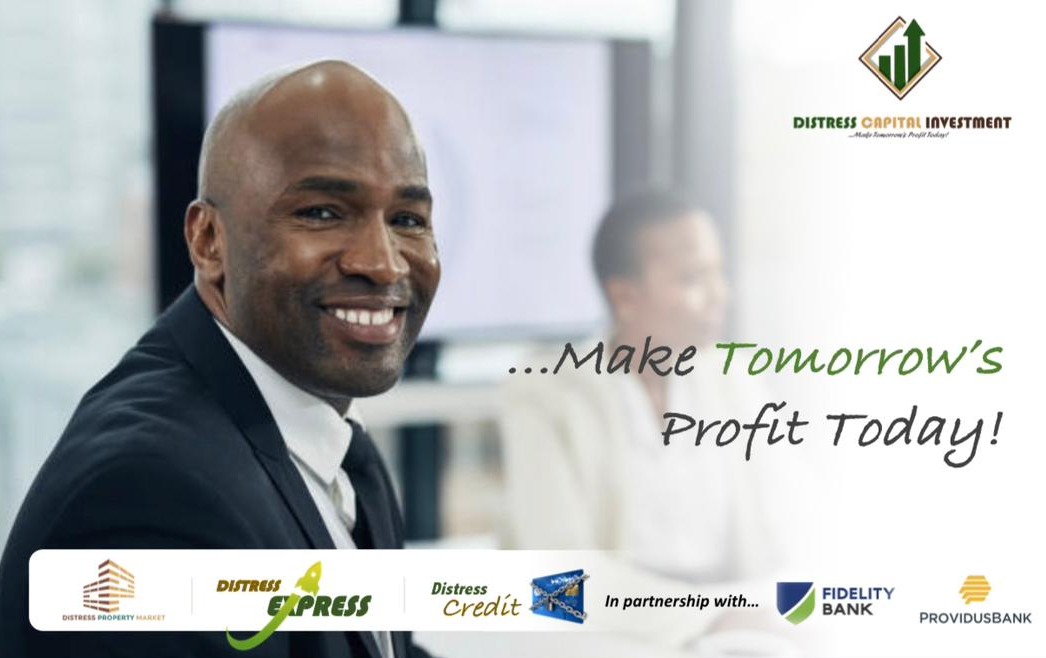 DISTRESS CAPITAL INVESTMENT
...Make Tomorrow's Profit Today!
...Make Tomorrow's
Profit Today!
DISTRESS PROPERTY MARKET
DISTRESS
EXPRESS
Distress
Credit
In partnership with...
FIDELITY
BANK
PROVIDUSBANK